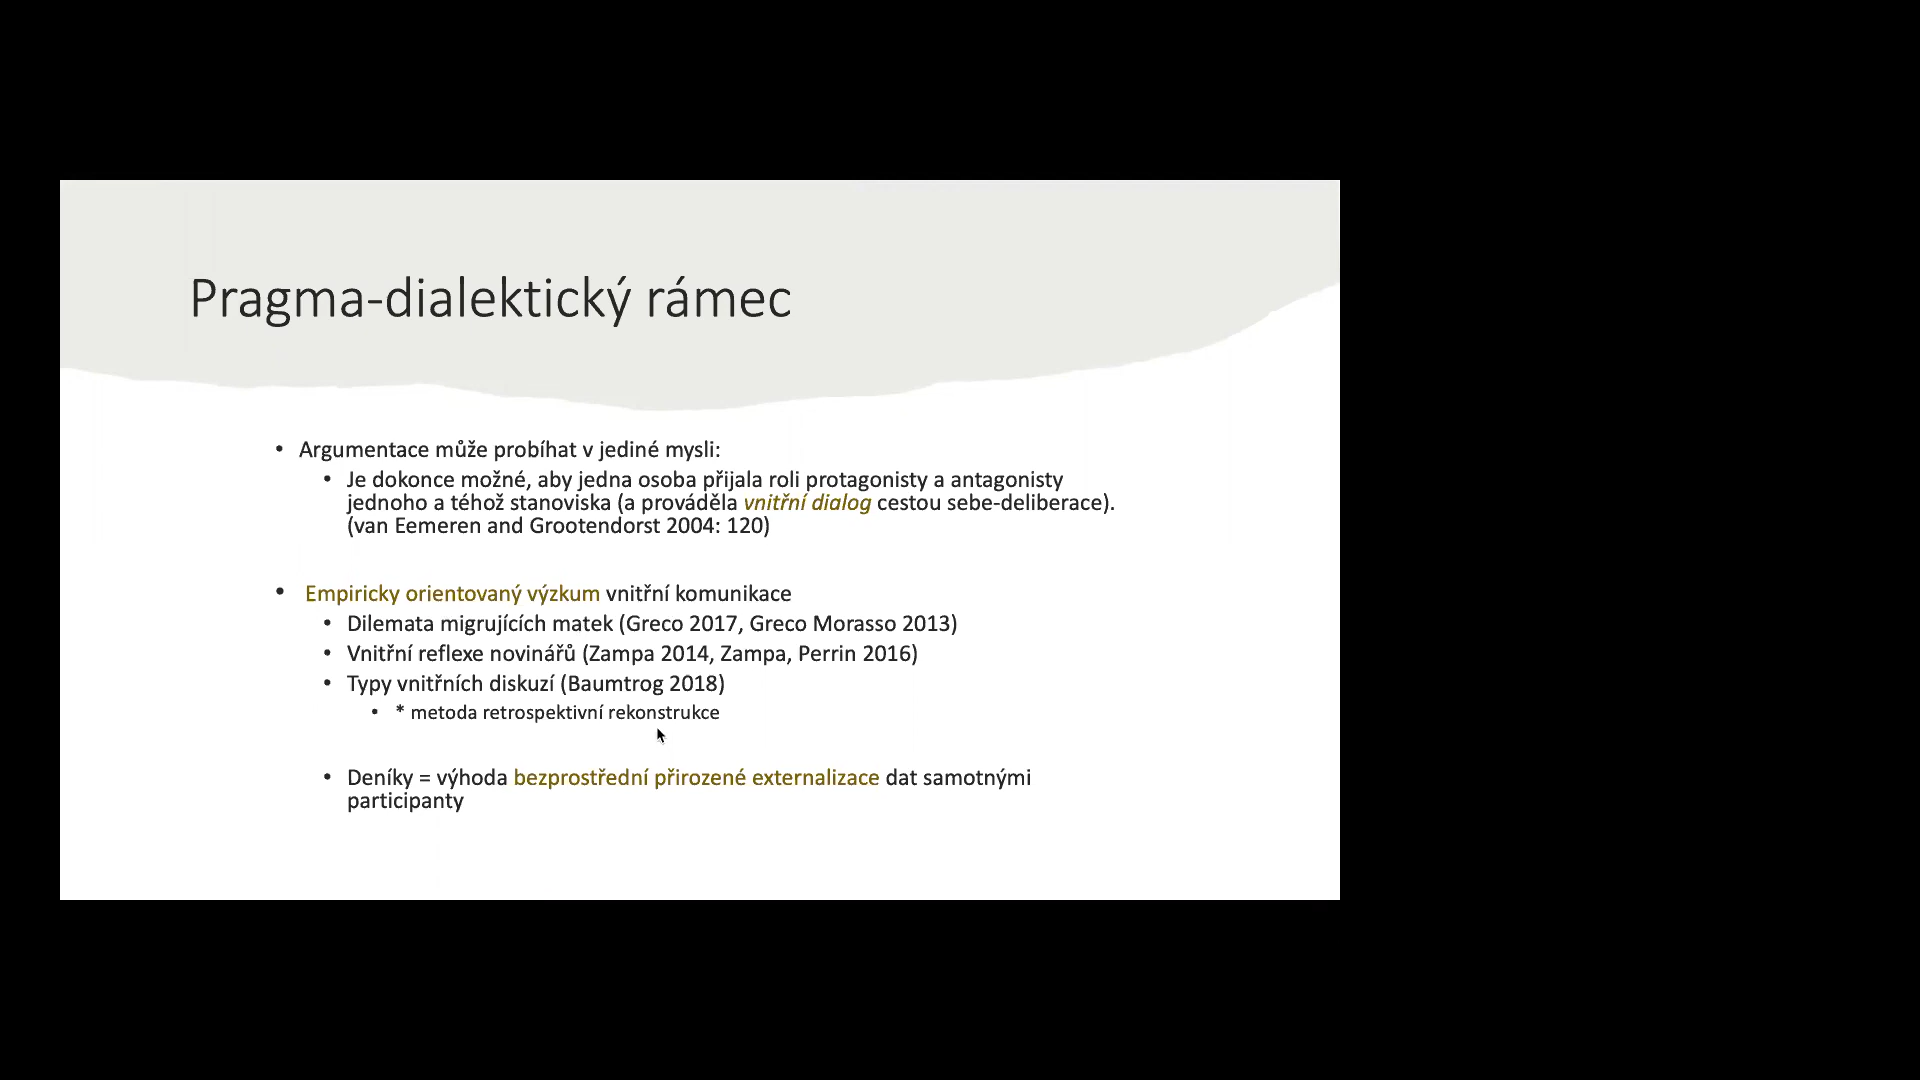 Pragma-dialektický rámec
• Argumentace může probíhat v jediné mysli:
• Je dokonce možné, aby jedna osoba přijala roli protagonisty a antagonisty
jednoho a téhož stanoviska (a prováděla vnitřní dialog cestou sebe-deliberace).
(van Eemeren and Grootendorst 2004: 120)
• Empiricky orientovaný výzkum vnitřní komunikace
• Dilemata migrujících matek (Greco 2017, Greco Morasso 2013)
• Vnitřní reflexe novinářů (Zampa 2014, Zampa, Perrin 2016)
• Typy vnitřních diskuzí (Baumtrog 2018)
• * metoda retrospektivní rekonstrukce
• Deníky = výhoda bezprostřední přirozené externalizace dat samotnými
participanty